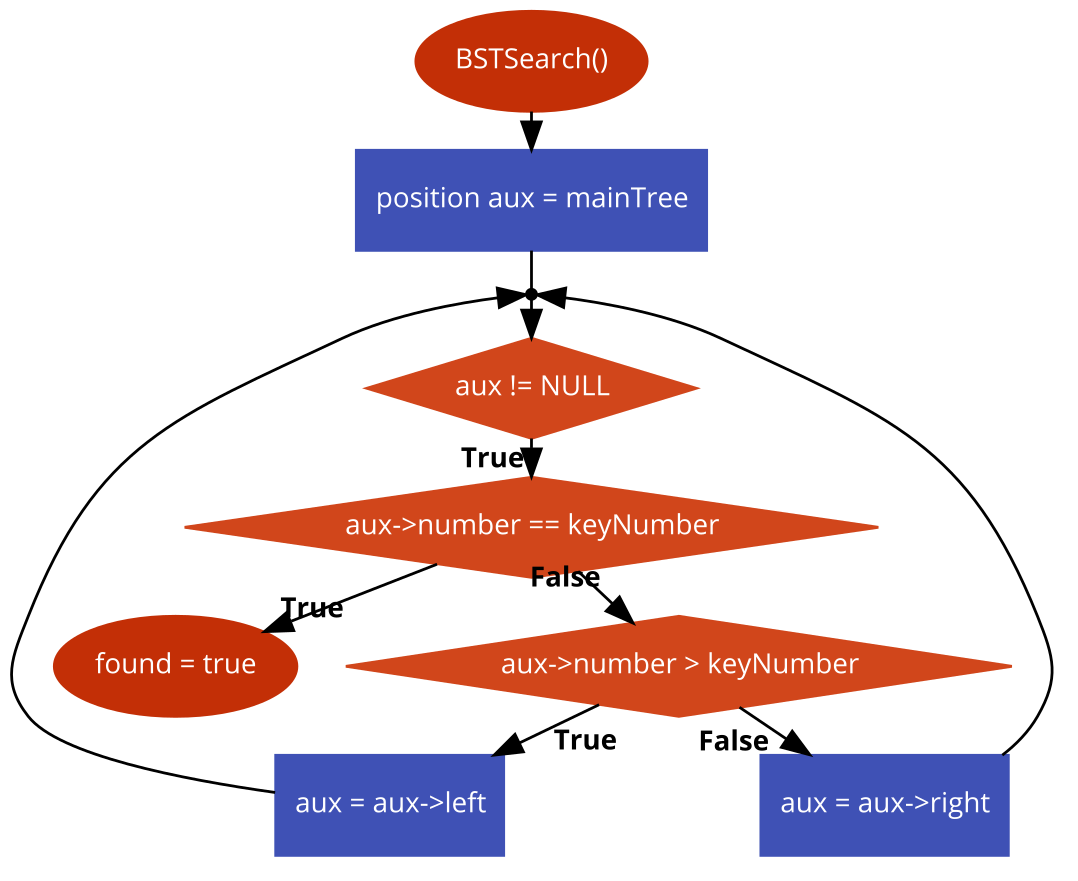 BSTSearch()
position aux = mainTree
aux != NULL
True
aux->number == keyNumber
False
True
found = true
aux->number > keyNumber
True
False
aux = aux->left
aux = aux->right